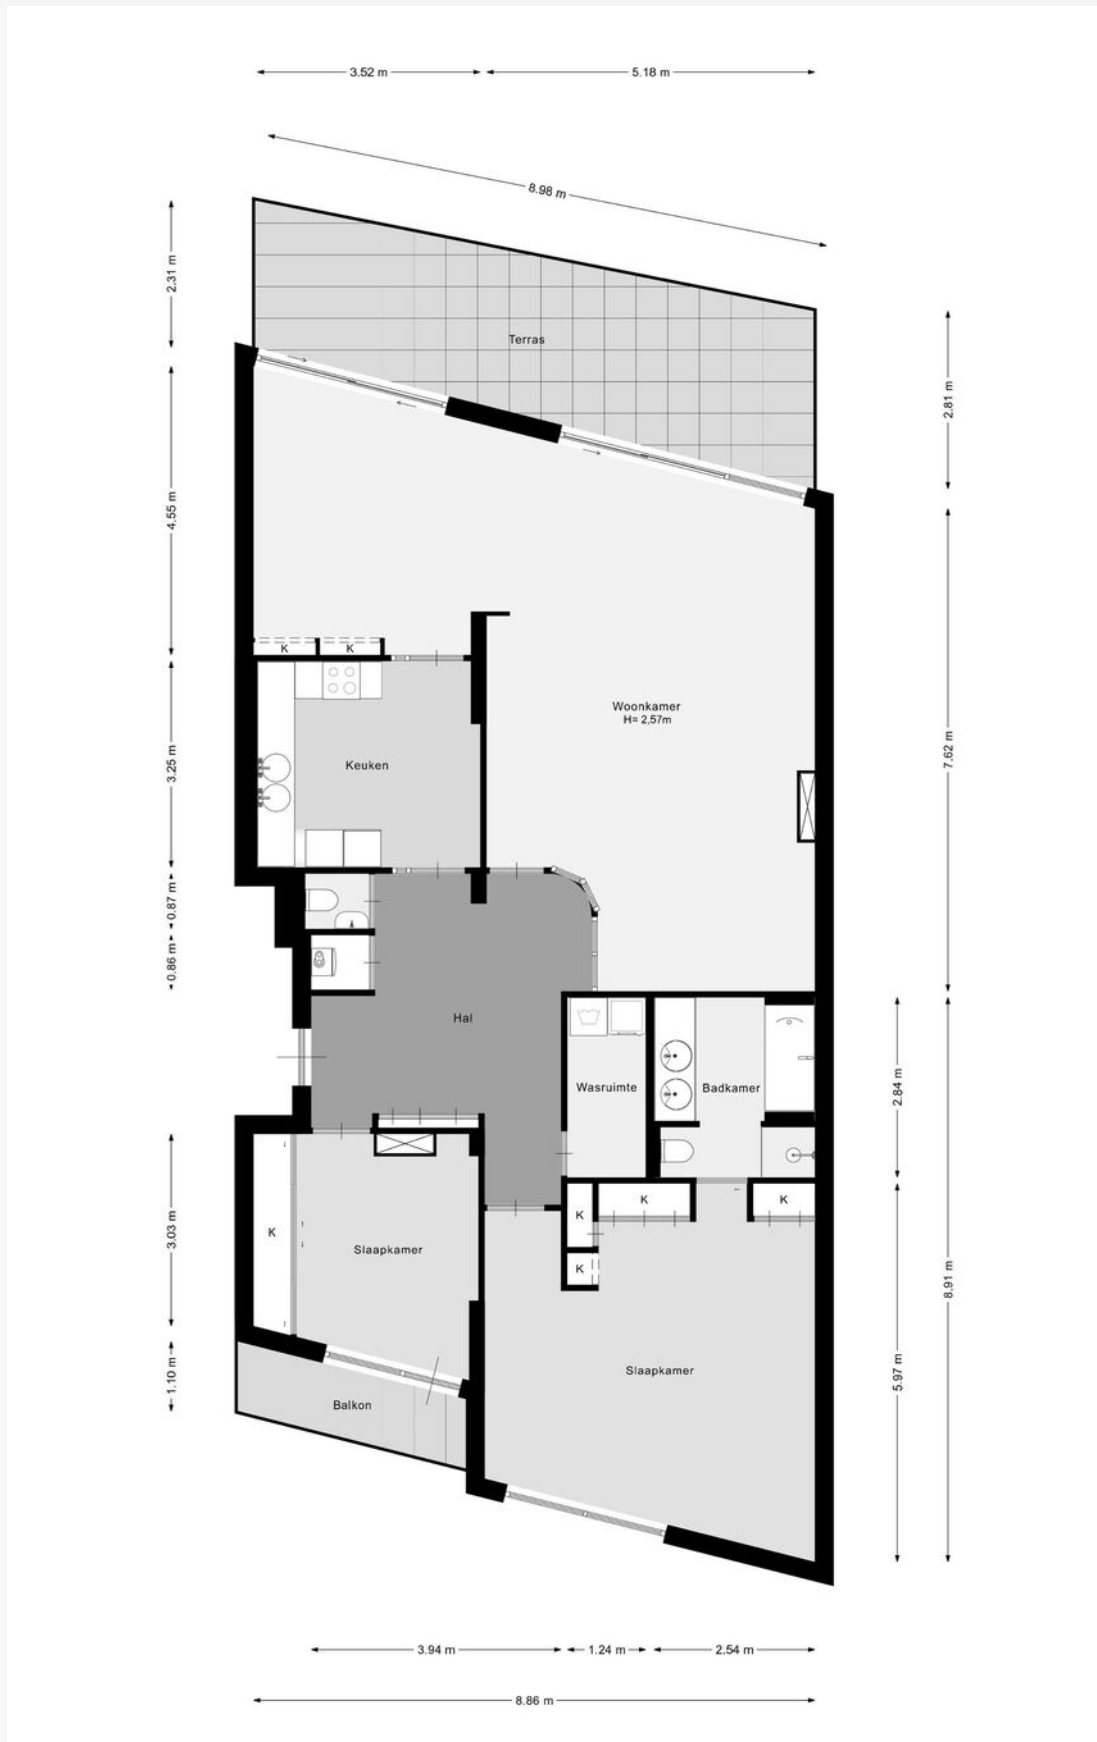 3.52 m
5.18 m
8.98 m
2.31 m
Terras
2.81 m
4.55 m
K
K
Woonkamer
H= 2,57m
7.62 m
3.25 m
Keuken
0.87 m
0.86 m
Hal
Wasruimte
Badkamer
2.84 m
K
K
K
K
K
3.03 m
Slaapkamer
8.91 m
Slaapkamer
5.97 m
1.10 m
Balkon
3.94 m
1.24 m
2.54 m
8.86 m